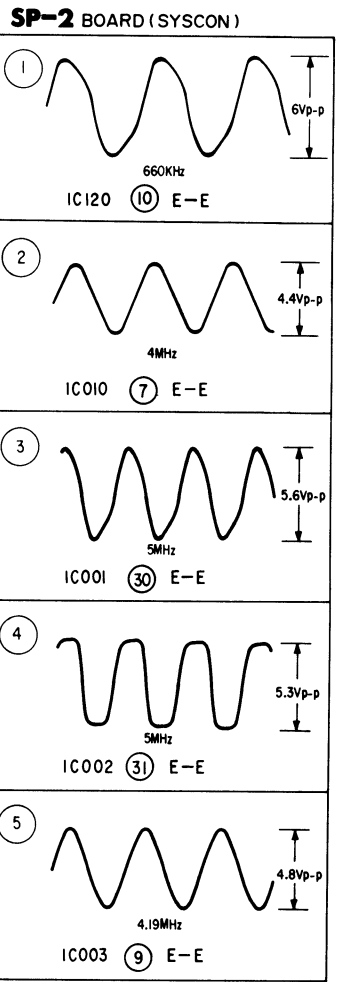 SP-2 BOARD (SYSCON)
1
6Vp-p
660KHz
IC120 10 E-E
2
4.4Vp-p
4MHz
IC010 7 E-E
3
5.6Vp-p
5MHz
IC001 30 E-E
4
5.3Vp-p
5MHz
IC002 31 E-E
5
4.8Vp-p
4.19MHz
IC003 9 E-E